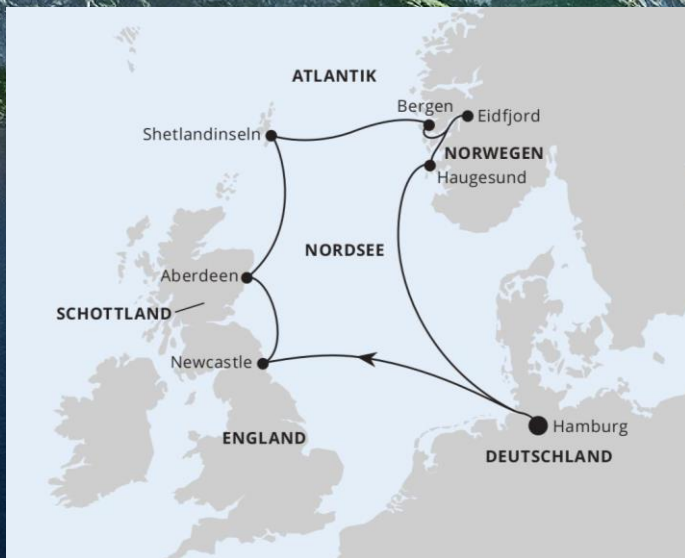 ATLANTIK
Bergen
Eidfjord
Shetlandinseln
NORWEGEN
Haugesund
NORDSEE
Aberdeen
SCHOTTLAND
Newcastle
Hamburg
ENGLAND
DEUTSCHLAND